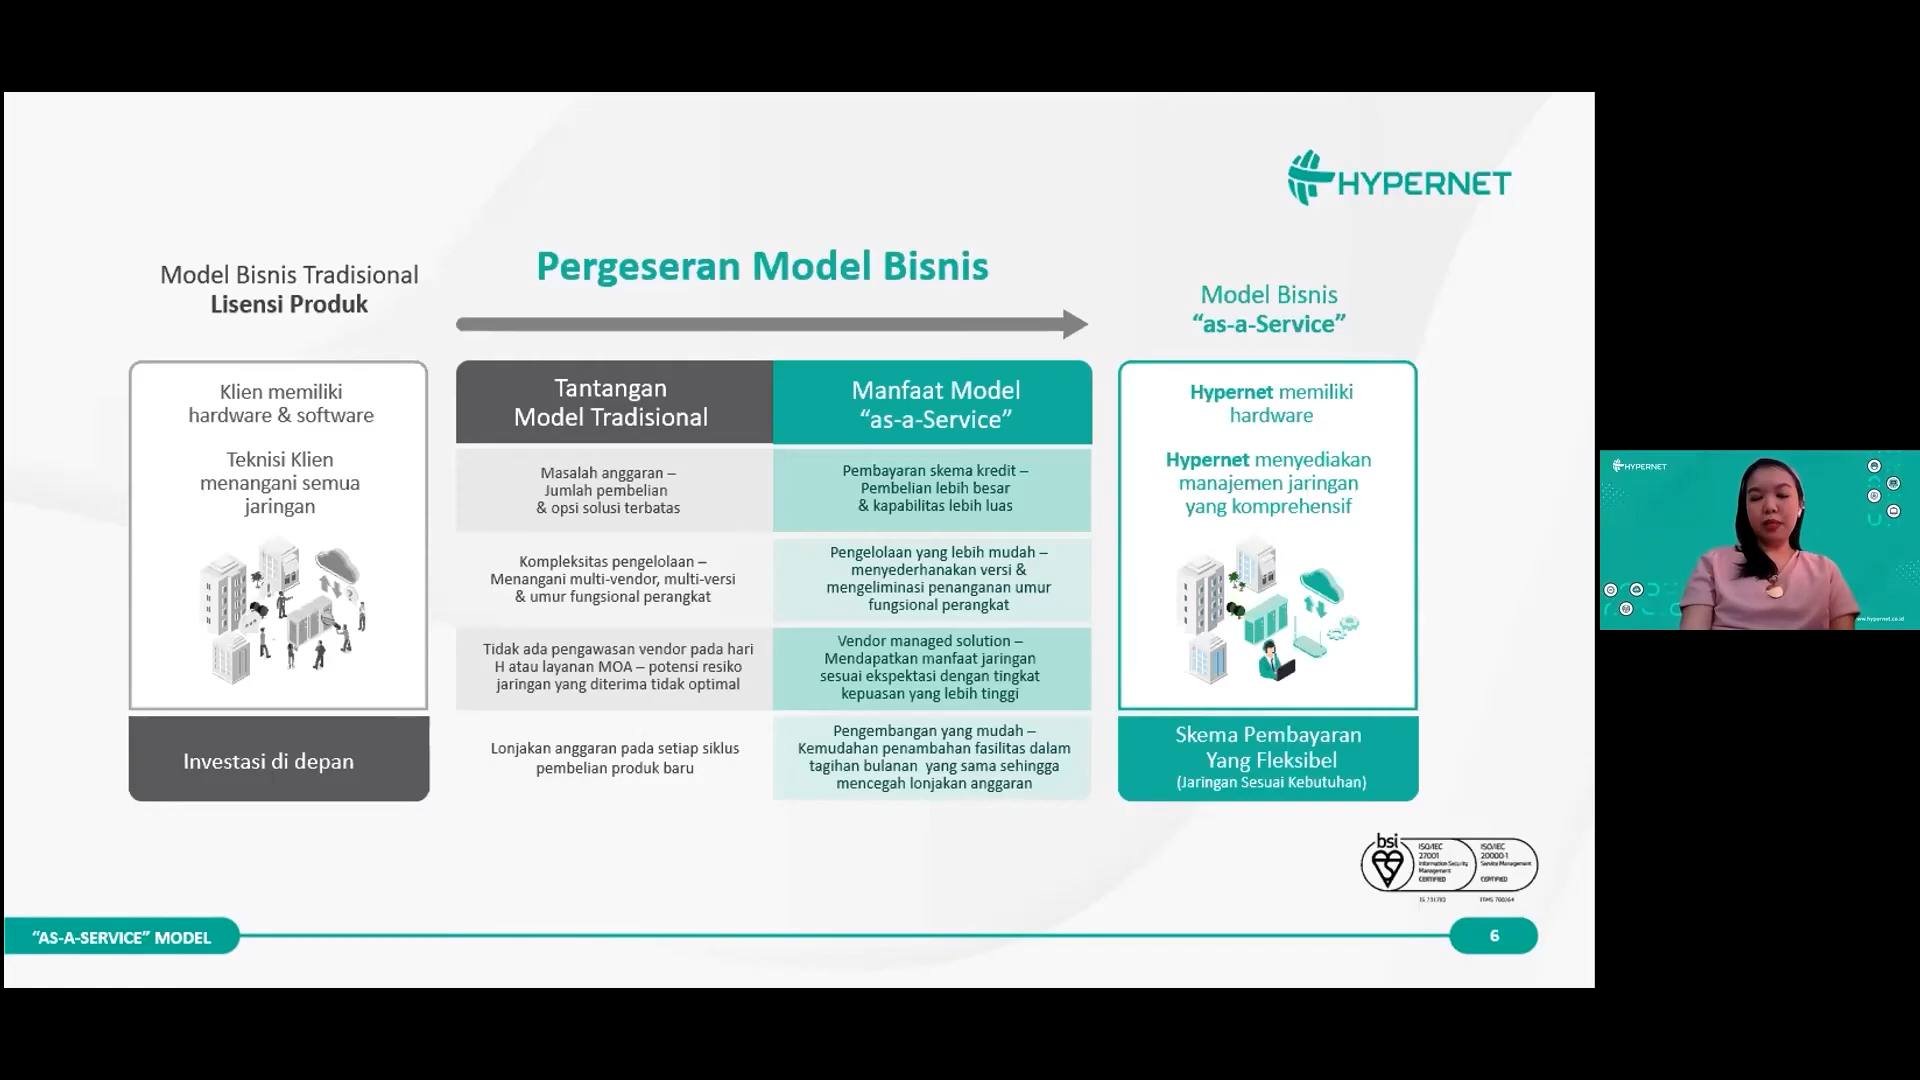 HYPERNET
Pergeseran Model Bisnis
Model Bisnis Tradisional
Lisensi Produk
Klien memiliki
hardware & software
Teknisi Klien
menangani semua
jaringan
Investasi di depan
Tantangan
Model Tradisional
Manfaat Model
“as-a-Service”
Masalah anggaran –
Jumlah pembelian
& opsi solusi terbatas
Pembayaran skema kredit –
Pembelian lebih besar
& kapabilitas lebih luas
Kompleksitas pengelolaan –
Menangani multi-vendor, multi-versi
& umur fungsional perangkat
Pengelolaan yang lebih mudah –
menyederhanakan versi &
mengeliminasi penanganan umur
fungsional perangkat
Tidak ada pengawasan vendor pada hari
H atau layanan MOA – potensi resiko
jaringan yang diterima tidak optimal
Vendor managed solution –
Mendapatkan manfaat jaringan
sesuai ekspektasi dengan tingkat
kepuasan yang lebih tinggi
Lonjakan anggaran pada setiap siklus
pembelian produk baru
Pengembangan yang mudah –
Kemudahan penambahan fasilitas dalam
tagihan bulanan yang sama sehingga
mencegah lonjakan anggaran
Model Bisnis
“as-a-Service”
Hypernet memiliki
hardware
Hypernet menyediakan
manajemen jaringan
yang komprehensif
Skema Pembayaran
Yang Fleksibel
(Jaringan Sesuai Kebutuhan)
bsi
ISO/IEC
27001
Information Security
Management
CERTIFIED
ISO/IEC
20000-1
Service Management
CERTIFIED
“AS-A-SERVICE” MODEL
6
HYPERNET
www.hypernet.co.id